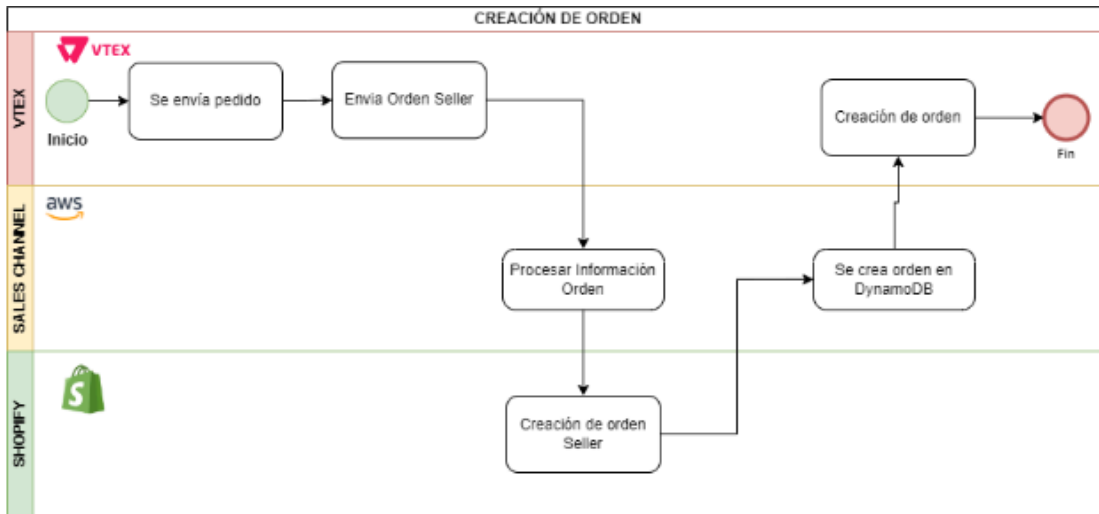 CREACIÓN DE ORDEN
VTEX
VTEX
Inicio
Se envía pedido
Envia Orden Seller
Creación de orden
Fin
SALES CHANNEL
aws
Procesar Información
Orden
Se crea orden en
DynamoDB
SHOPIFY
Creación de orden
Seller